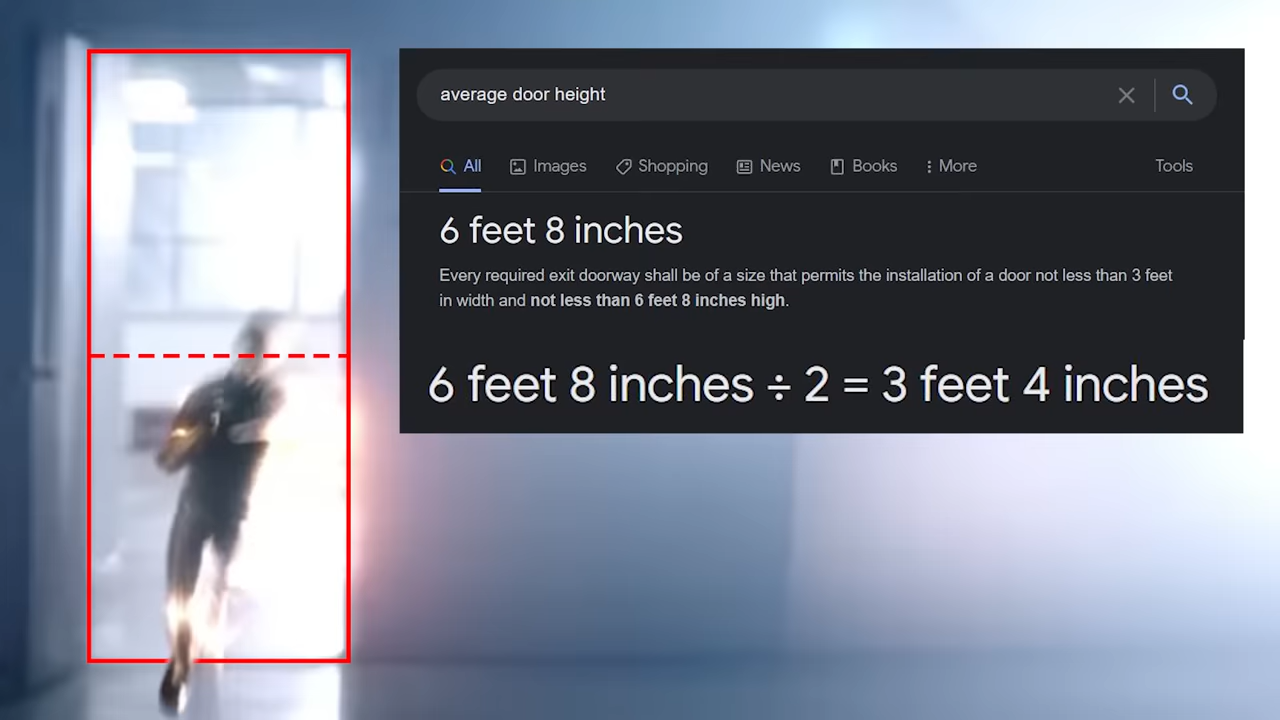 average door height
All Images Shopping News Books More Tools
6 feet 8 inches
Every required exit doorway shall be of a size that permits the installation of a door not less than 3 feet
in width and not less than 6 feet 8 inches high.
6 feet 8 inches ÷ 2 = 3 feet 4 inches